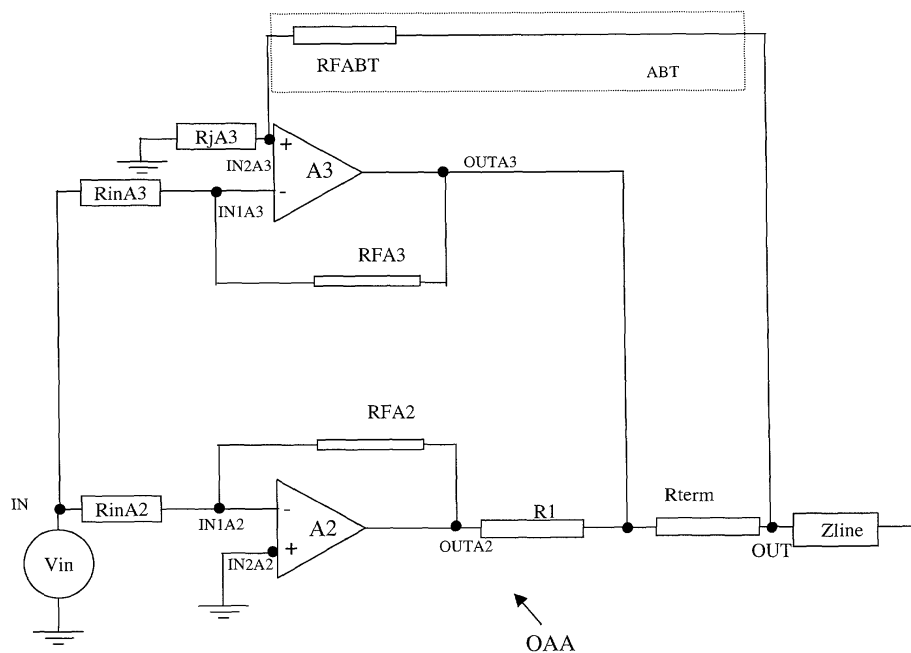 RFABT
ABT
RjA3
+
IN2A3
A3
OUTA3
RinA3
-
IN1A3
RFA3
RFA2
Rterm
IN
RinA2
IN1A2
-
A2
R1
OUTA2
+
IN2A2
OUT
Zline
Vin
OAA